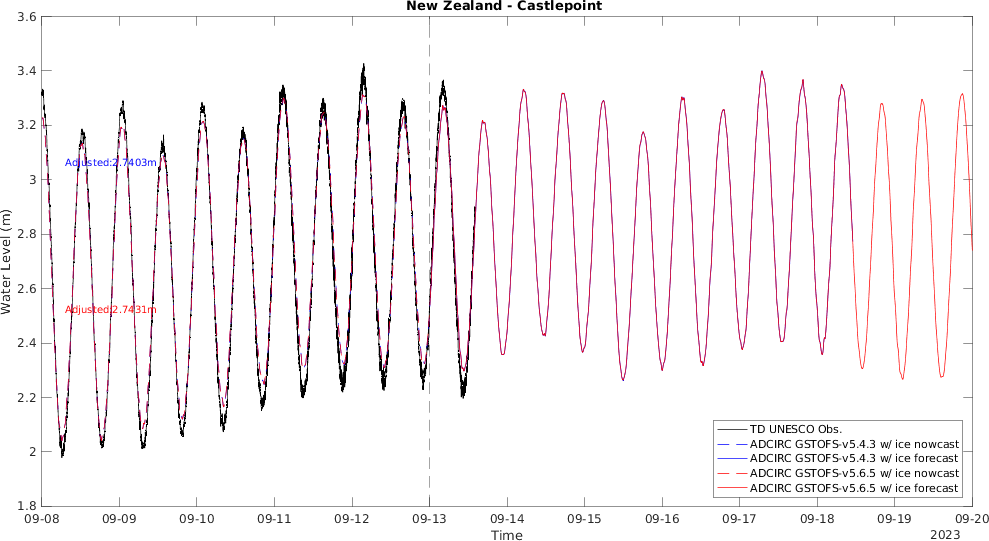 New Zealand - Castlepoint
Water Level (m)
3.6
3.4
3.2
3
2.8
2.6
2.4
2.2
2
1.8
Adjusted:2.7403m
Adjusted:2.7431m
TD UNESCO Obs.
ADCIRC GSTOFS-v5.4.3 w/ ice nowcast
ADCIRC GSTOFS-v5.4.3 w/ ice forecast
ADCIRC GSTOFS-v5.6.5 w/ ice nowcast
ADCIRC GSTOFS-v5.6.5 w/ ice forecast
09-08 09-09 09-10 09-11 09-12 09-13 09-14 09-15 09-16 09-17 09-18 09-19 09-20
Time
2023